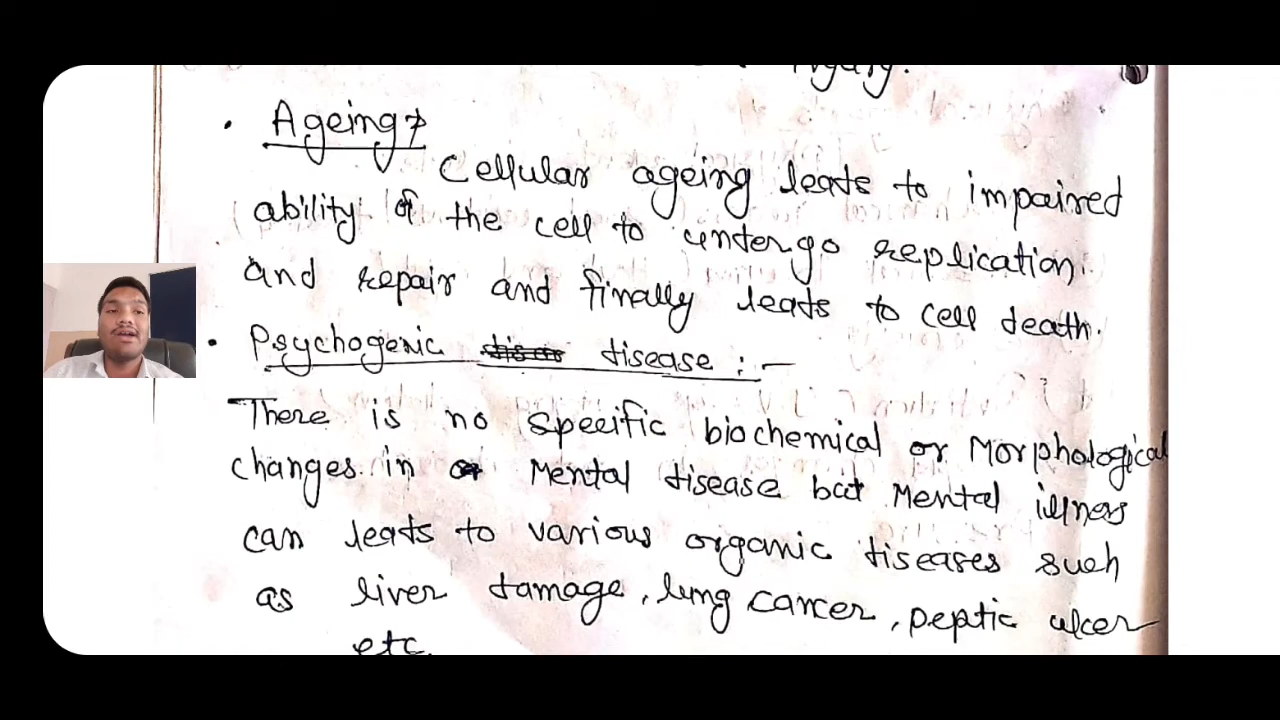 • Ageing :-
Cellular ageing leads to impaired
ability of the cell to undergo replication.
and repair and finally leads to cell death.
• Psychogenic disease :-
There is no specific biochemical or Morphological
changes in Mental disease but Mental illness
can leads to various organic diseases such
as liver damage, lung cancer, peptic ulcer
etc.